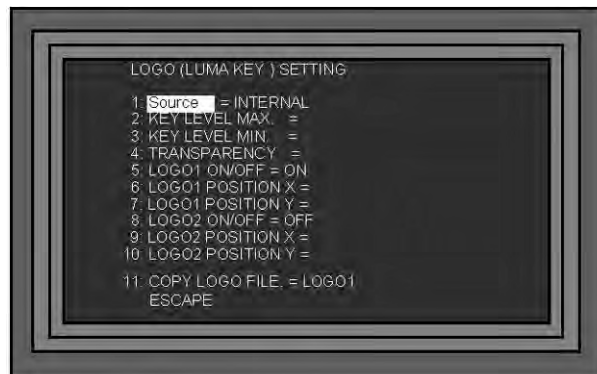 LOGO (LUMA KEY ) SETTING
1: Source = INTERNAL
2: KEY LEVEL MAX. =
3: KEY LEVEL MIN. =
4: TRANSPARENCY =
5: LOGO1 ON/OFF = ON
6: LOGO1 POSITION X =
7: LOGO1 POSITION Y =
8: LOGO2 ON/OFF = OFF
9: LOGO2 POSITION X =
10: LOGO2 POSITION Y =
11: COPY LOGO FILE. = LOGO1
ESCAPE